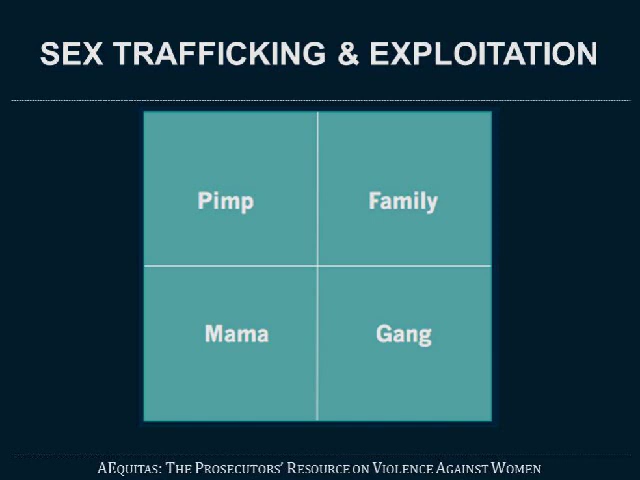 SEX TRAFFICKING & EXPLOITATION
Pimp
Family
Mama
Gang
AEQUITAS: THE PROSECUTORS' RESOURCE ON VIOLENCE AGAINST WOMEN